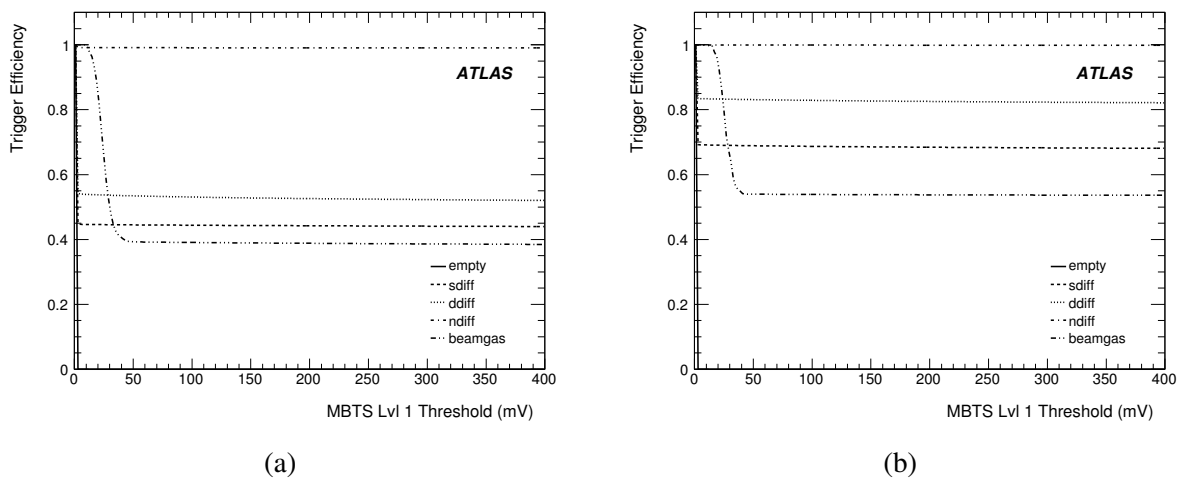 Trigger Efficiency
1
0.8
0.6
0.4
0.2
0
ATLAS
empty
sdiff
ddiff
ndiff
beamgas
0 50 100 150 200 250 300 350 400
MBTS Lvl 1 Threshold (mV)
(a)
Trigger Efficiency
1
0.8
0.6
0.4
0.2
0
ATLAS
empty
sdiff
ddiff
ndiff
beamgas
0 50 100 150 200 250 300 350 400
MBTS Lvl 1 Threshold (mV)
(b)